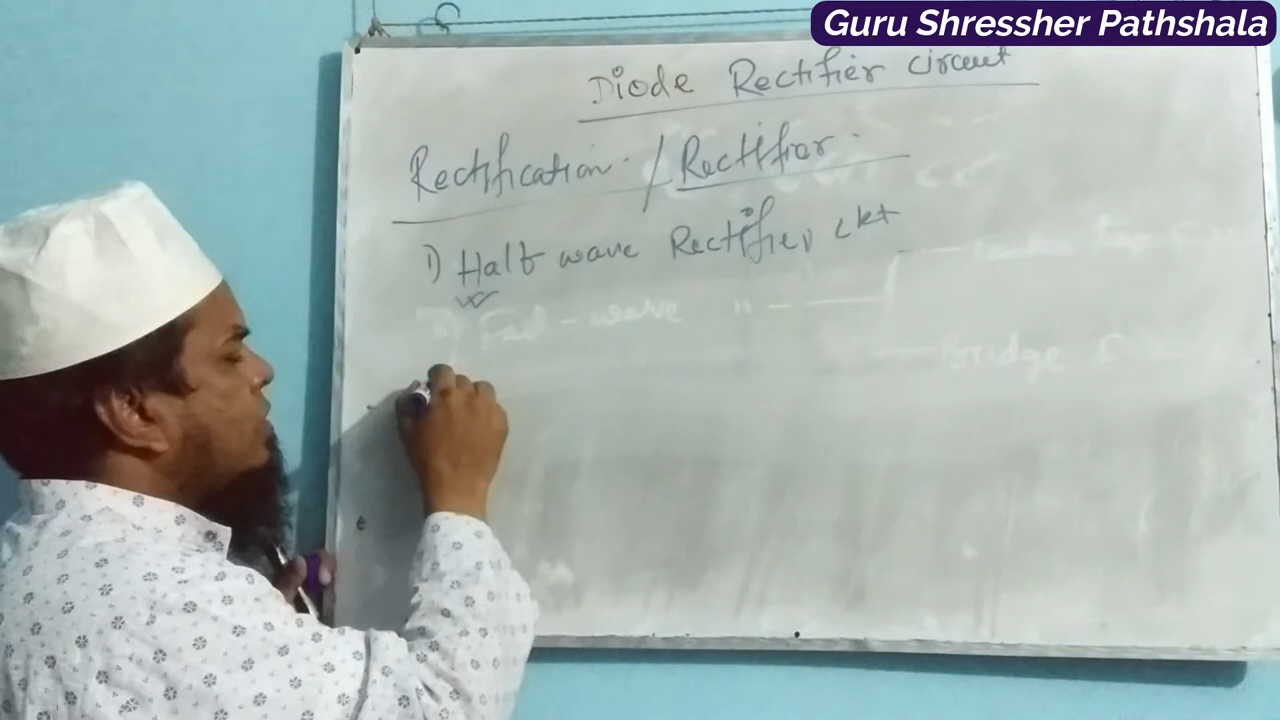 Guru Shressher Pathshala
Diode Rectifier circuit
Rectification / Rectifier
1) Half wave Rectifier ckt
Full - wave "
Bridge F